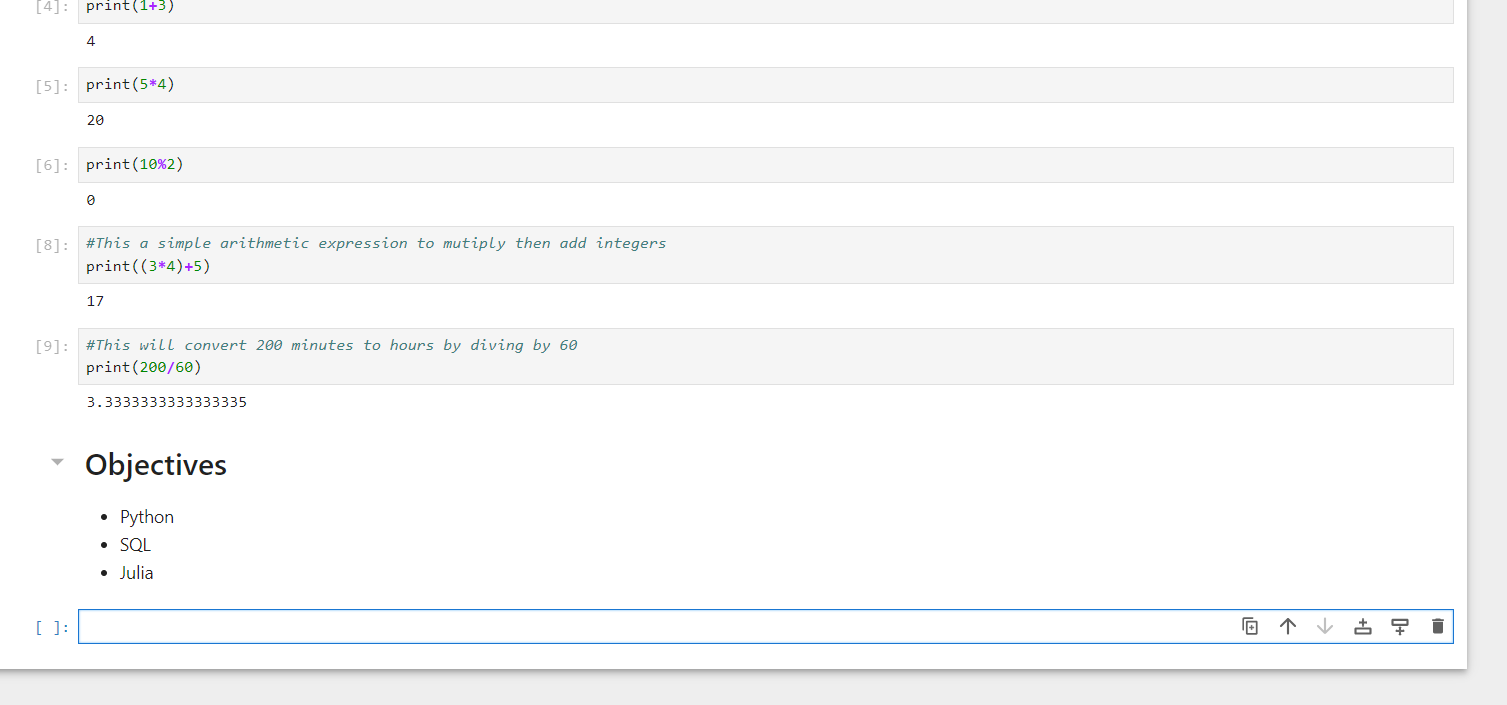 [4]: print(1+3)
4
[5]: print(5*4)
20
[6]: print(10%2)
0
[8]: #This a simple arithmetic expression to mutiply then add integers
print((3*4)+5)
17
[9]: #This will convert 200 minutes to hours by diving by 60
print(200/60)
3.3333333333333335
Objectives
• Python
• SQL
• Julia
[ ]: